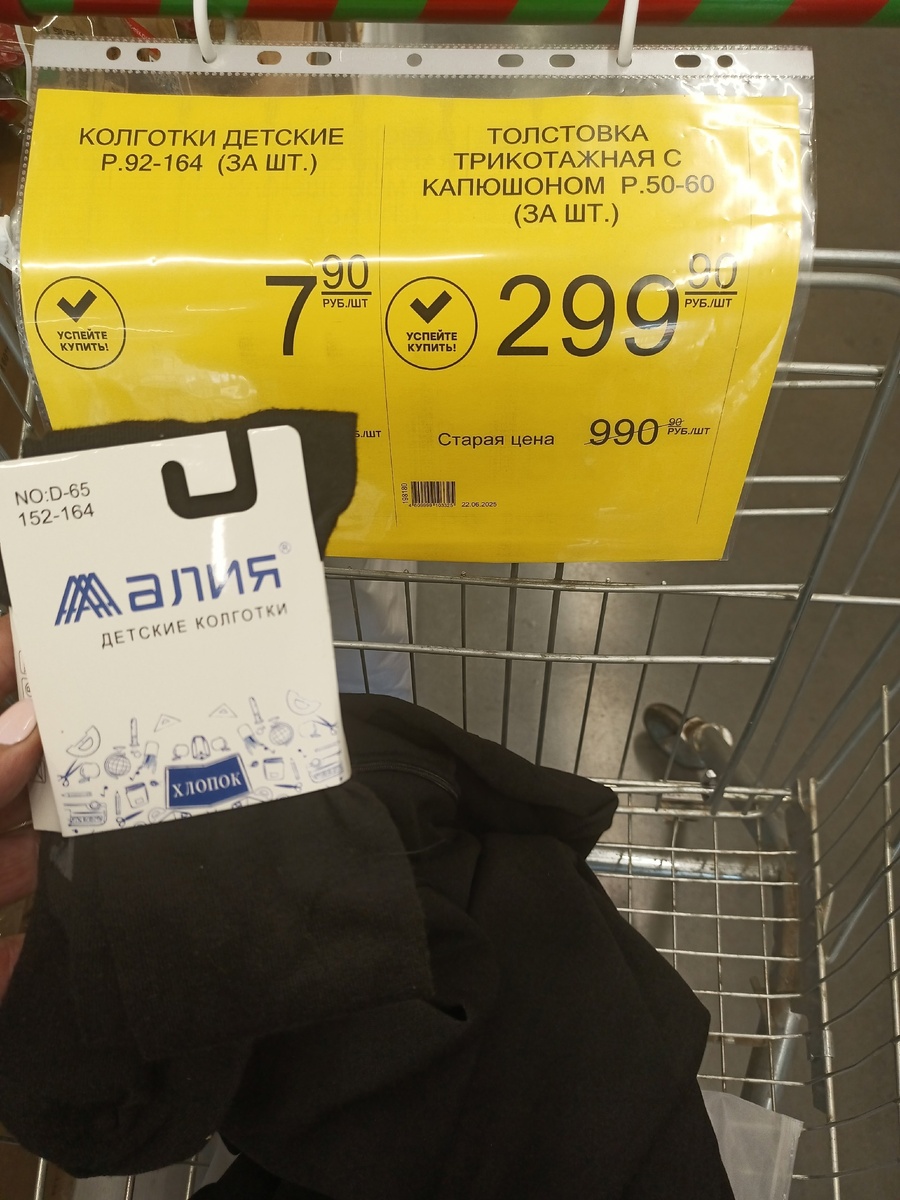 КОЛГОТКИ ДЕТСКИЕ
Р.92-164 (ЗА ШТ.)
7 90
РУБ./ШТ
УСПЕЙТЕ
КУПИТЬ!
ТОЛСТОВКА
ТРИКОТАЖНАЯ С
КАПЮШОНОМ Р.50-60
(ЗА ШТ.)
299 90
РУБ./ШТ
УСПЕЙТЕ
КУПИТЬ!
Старая цена 990 90
РУБ./ШТ
22.06.2025
NO:D-65
152-164
Малия®
ДЕТСКИЕ КОЛГОТКИ
ХЛОПОК